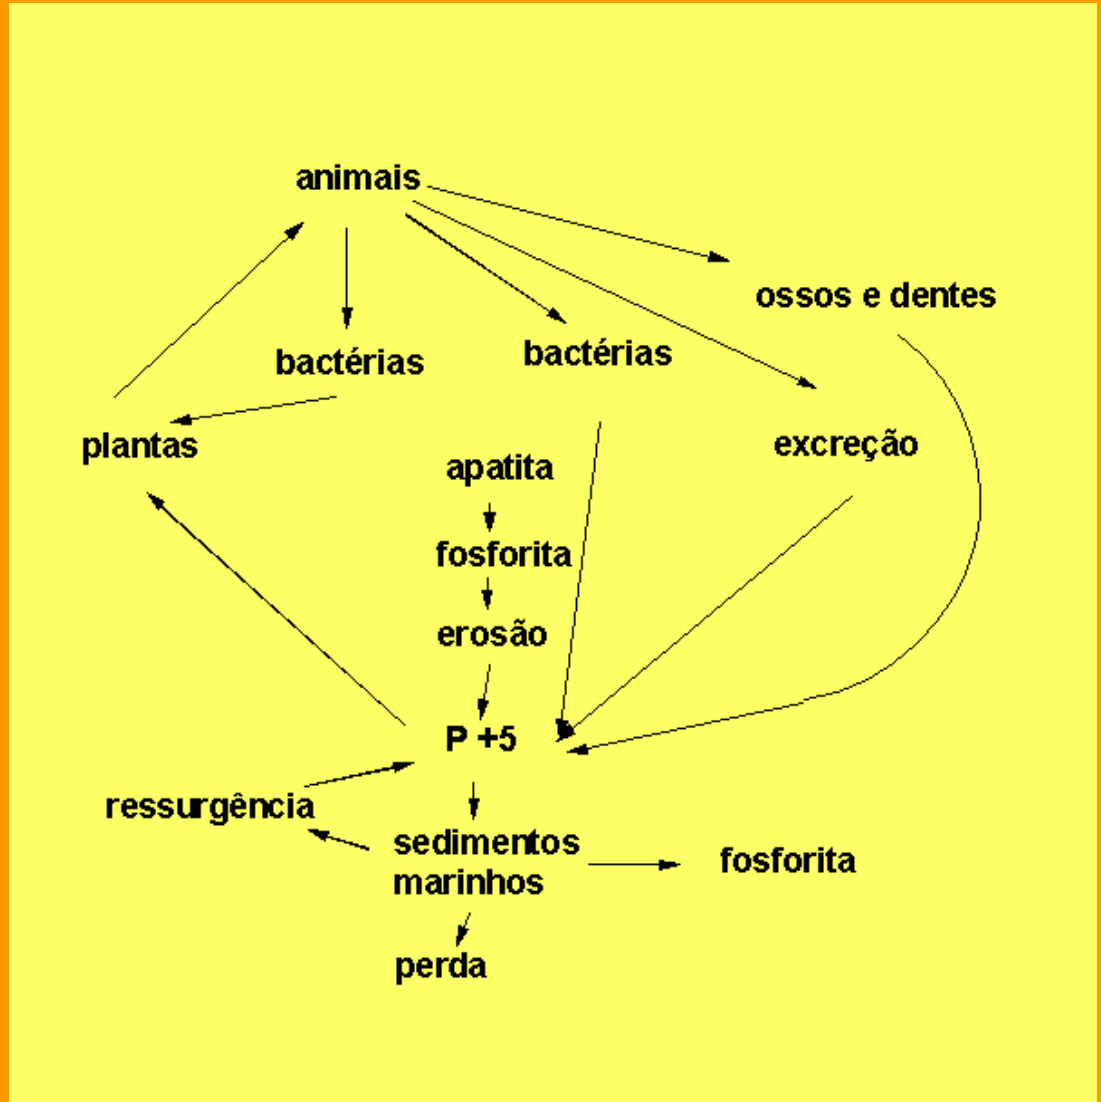 animais
ossos e dentes
bactérias
bactérias
plantas
excreção
apatita
fosforita
erosão
P +5
ressurgência
sedimentos
marinhos
fosforita
perda